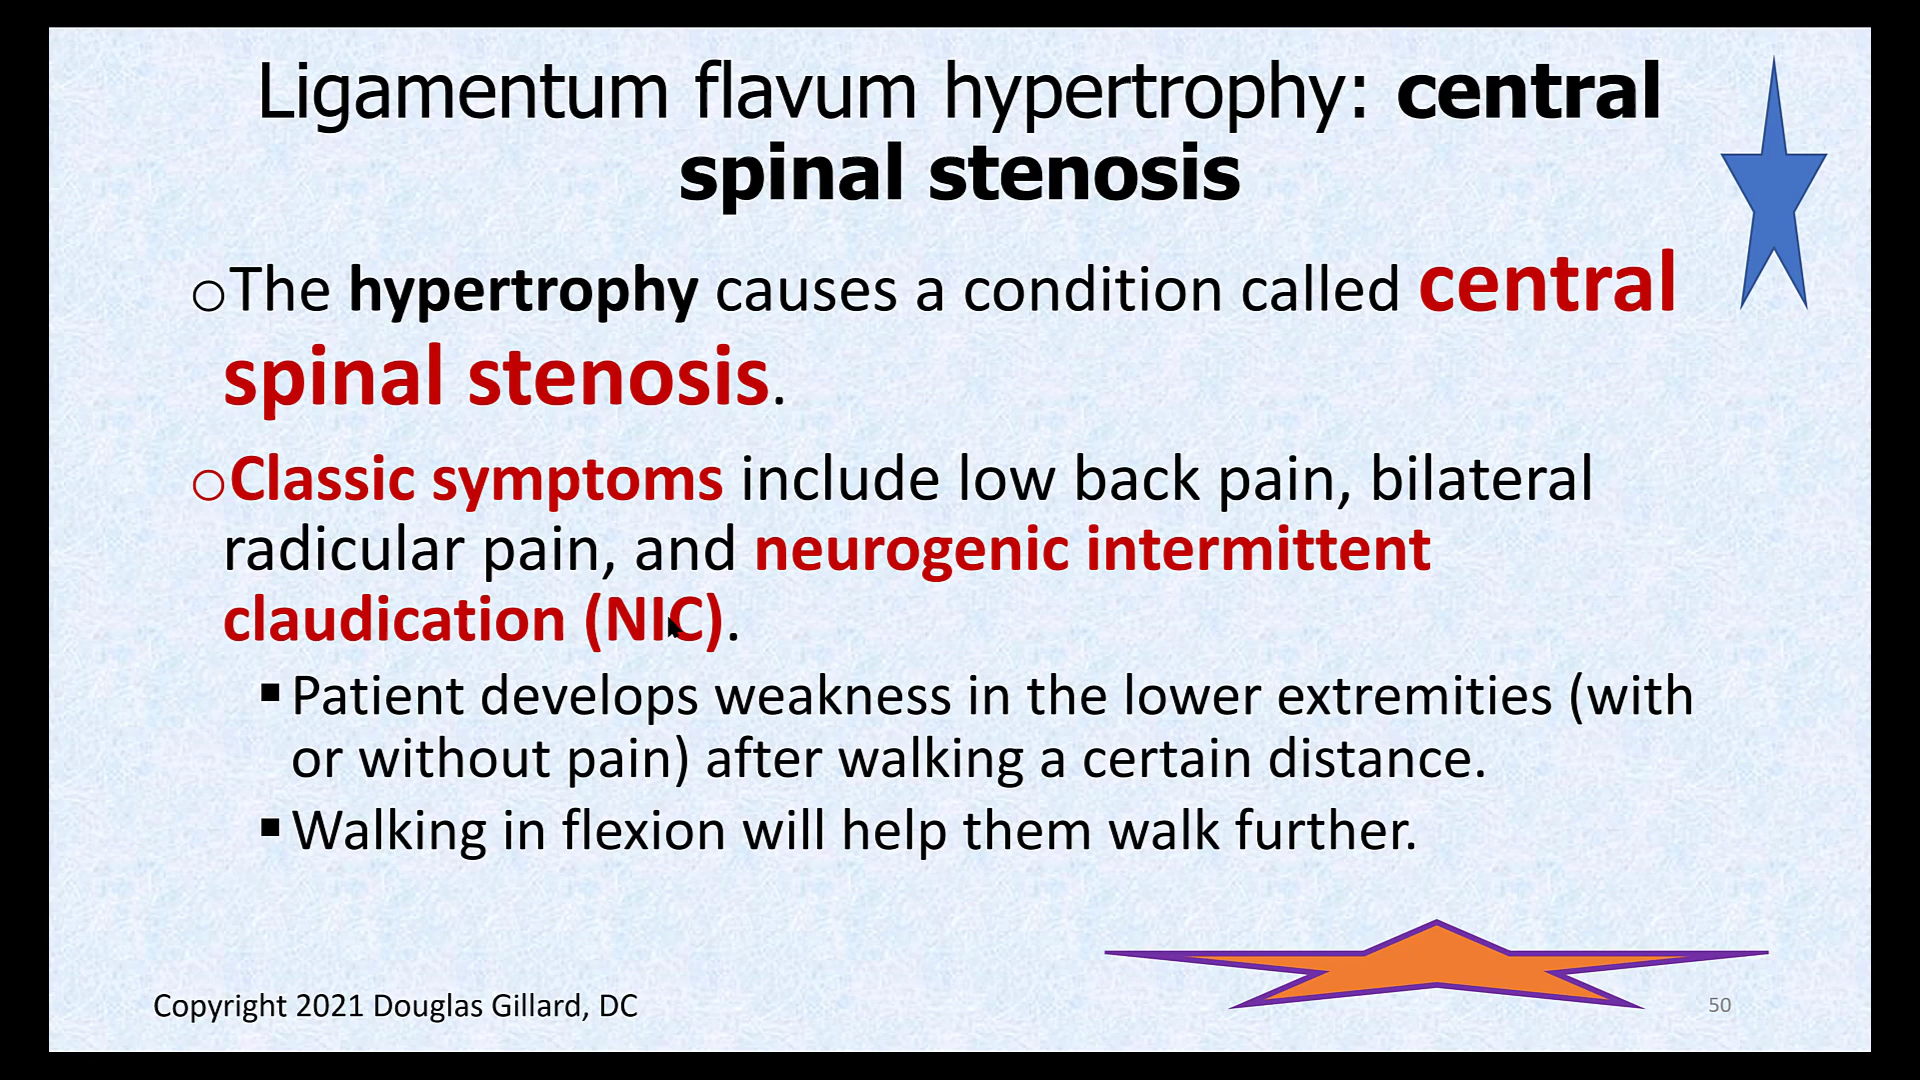 Ligamentum flavum hypertrophy: central
spinal stenosis
oThe hypertrophy causes a condition called central
spinal stenosis.
oClassic symptoms include low back pain, bilateral
radicular pain, and neurogenic intermittent
claudication (NIC).
▪Patient develops weakness in the lower extremities (with
or without pain) after walking a certain distance.
▪Walking in flexion will help them walk further.
Copyright 2021 Douglas Gillard, DC
50